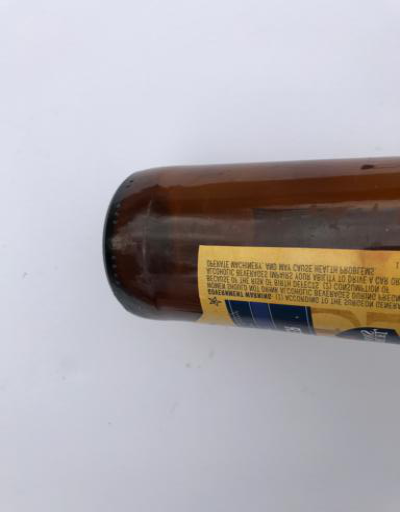 GOVERNMENT WARNING: (1) ACCORDING TO THE SURGEON GENERA
WOMEN SHOULD NOT DRINK ALCOHOLIC BEVERAGES DURING PREGN
BECAUSE OF THE RISK OF BIRTH DEFECTS. (2) CONSUMPTION OF
ALCOHOLIC BEVERAGES IMPAIRS YOUR ABILITY TO DRIVE A CAR OR
OPERATE MACHINERY, AND MAY CAUSE HEALTH PROBLEMS